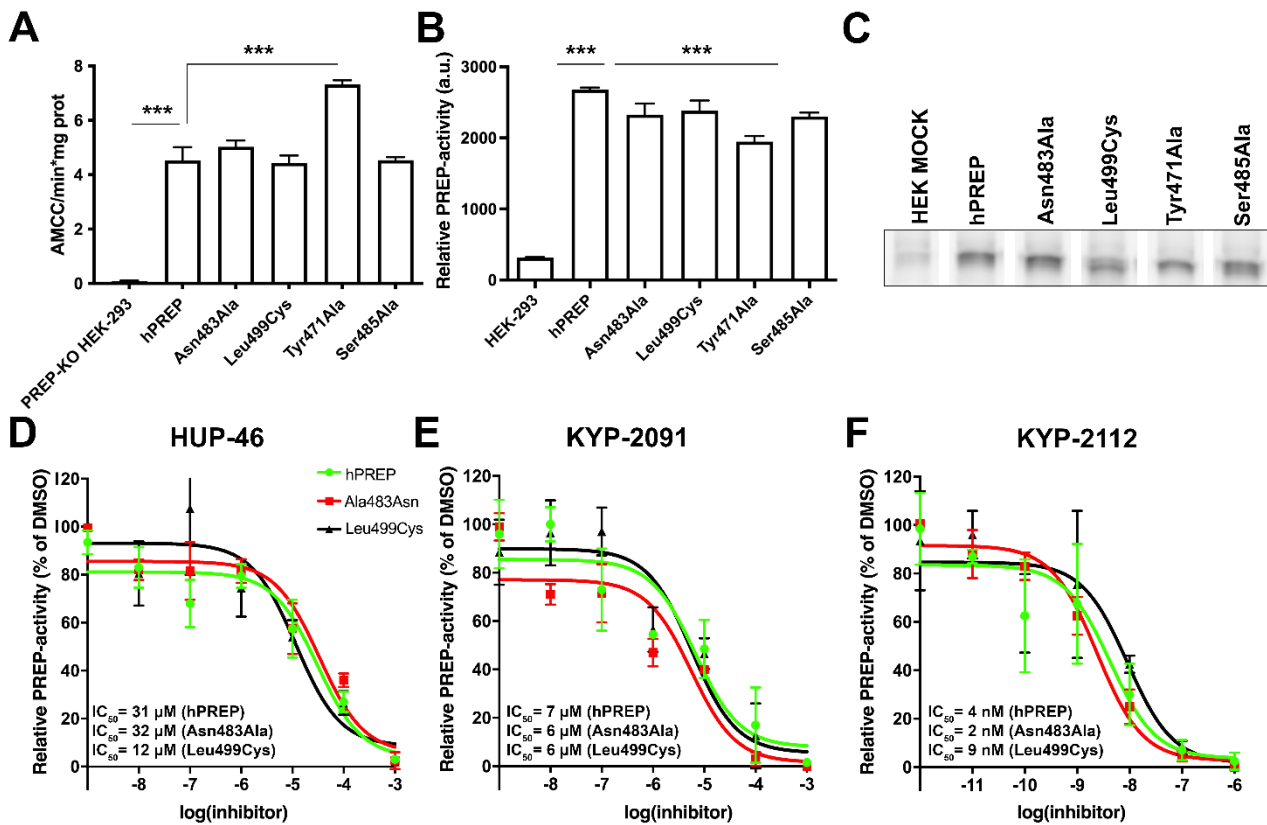 A
AMCC/min*mg prot
8
6
4
2
0
***
***
PREP-KO HEK-293
hPREP
Asn483Ala
Leu499Cys
Tyr471Ala
Ser485Ala
B
Relative PREP-activity (a.u.)
3000
2000
1000
0
***
***
HEK-293
hPREP
Asn483Ala
Leu499Cys
Tyr471Ala
Ser485Ala
C
HEK MOCK
hPREP
Asn483Ala
Leu499Cys
Tyr471Ala
Ser485Ala
D
HUP-46
Relative PREP-activity (% of DMSO)
120
100
80
60
40
20
0
hPREP
Ala483Asn
Leu499Cys
IC50= 31 µM (hPREP)
IC50= 32 µM (Asn483Ala)
IC50= 12 µM (Leu499Cys)
-8 -7 -6 -5 -4 -3
log(inhibitor)
E
KYP-2091
Relative PREP-activity (% of DMSO)
120
100
80
60
40
20
0
IC50= 7 µM (hPREP)
IC50= 6 µM (Asn483Ala)
IC50= 6 µM (Leu499Cys)
-8 -7 -6 -5 -4 -3
log(inhibitor)
F
KYP-2112
Relative PREP-activity (% of DMSO)
120
100
80
60
40
20
0
IC50= 4 nM (hPREP)
IC50= 2 nM (Asn483Ala)
IC50= 9 nM (Leu499Cys)
-11 -10 -9 -8 -7 -6
log(inhibitor)